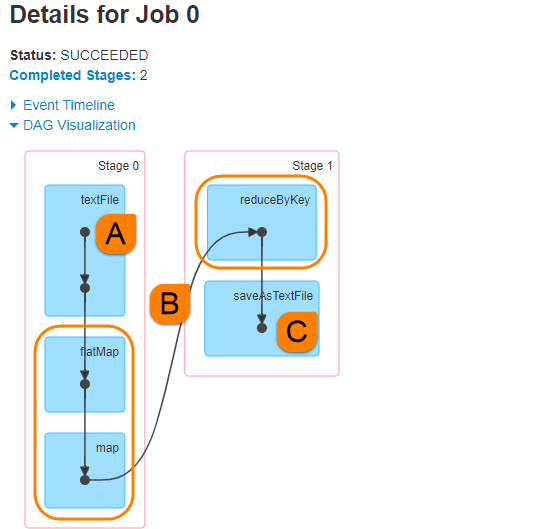 Details for Job 0
Status: SUCCEEDED
Completed Stages: 2
Event Timeline
DAG Visualization
Stage 0
textFile
A
flatMap
map
B
Stage 1
reduceByKey
saveAsTextFile
C